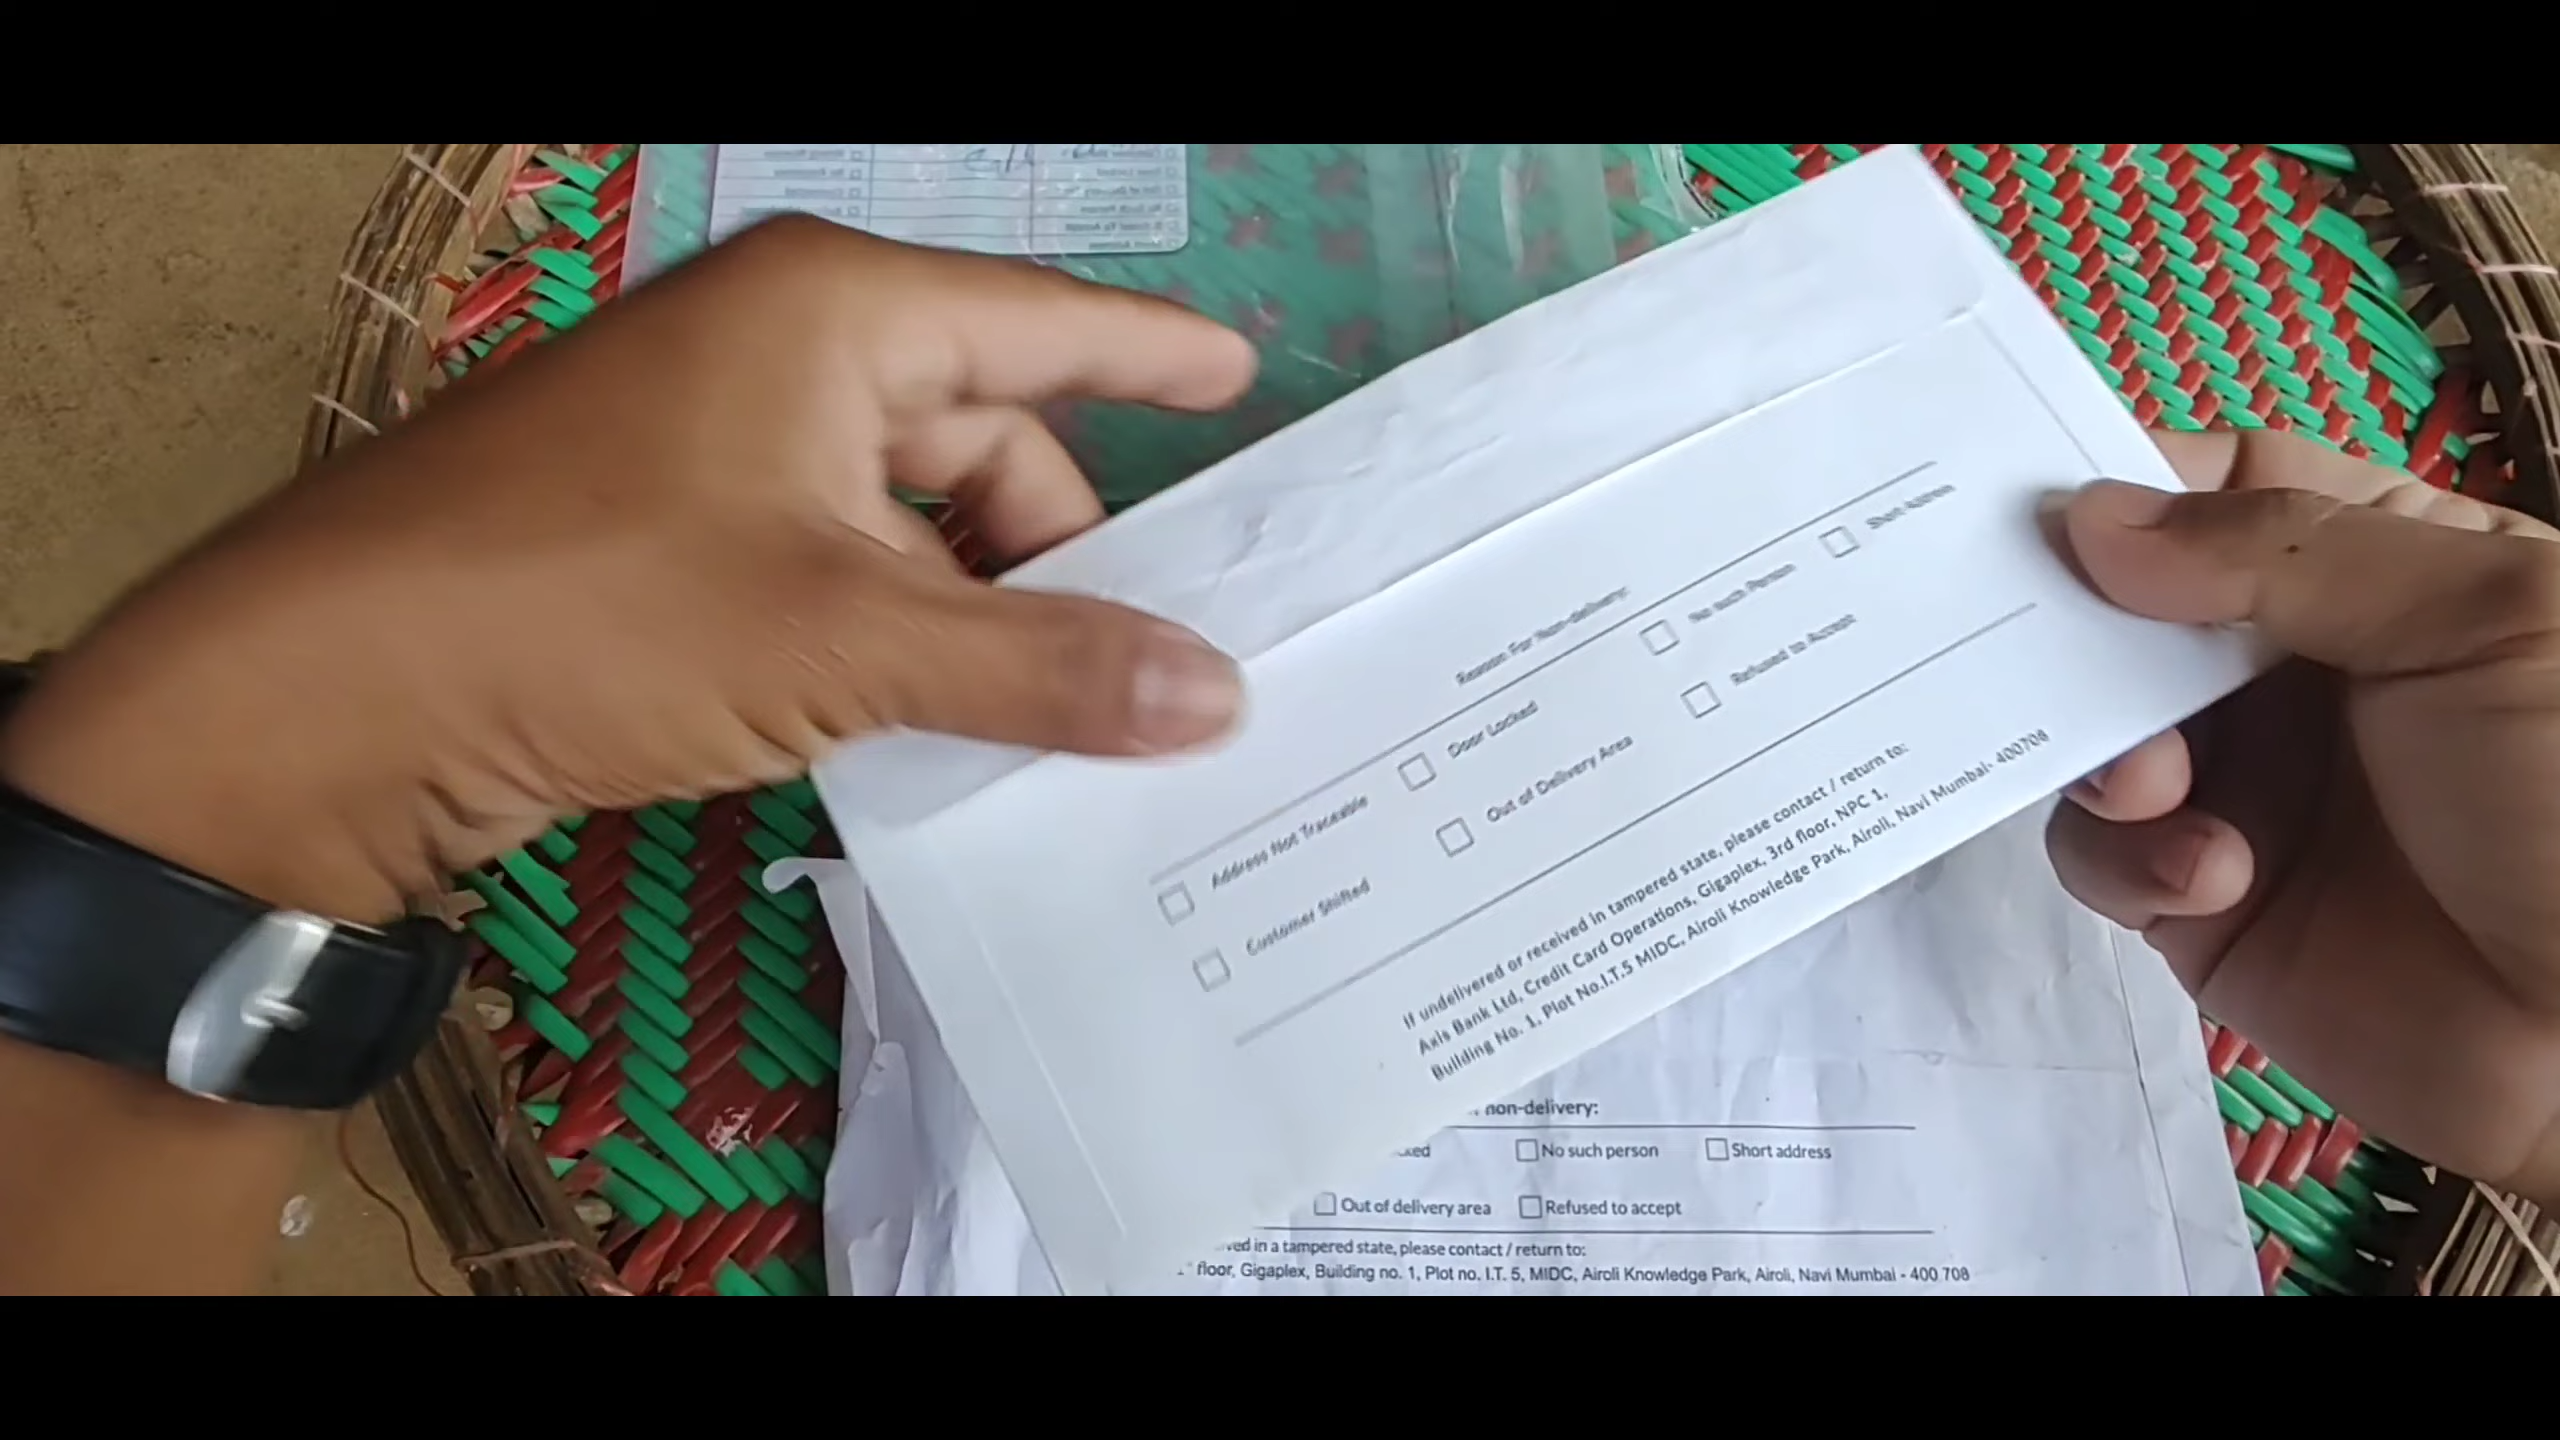 Reason For Non-delivery:
Address Not Traceable
Door Locked
No such Person
Short Address
Customer Shifted
Out of Delivery Area
Refused to Accept
If undelivered or received in tampered state, please contact / return to:
Axis Bank Ltd, Credit Card Operations, Gigaplex, 3rd floor, NPC 1,
Building No. 1, Plot No.I.T.5 MIDC, Airoli Knowledge Park, Airoli, Navi Mumbai- 400708
non-delivery:
No such person
Short address
Out of delivery area
Refused to accept
in a tampered state, please contact / return to:
floor, Gigaplex, Building no. 1, Plot no. I.T. 5, MIDC, Airoli Knowledge Park, Airoli, Navi Mumbai - 400 708